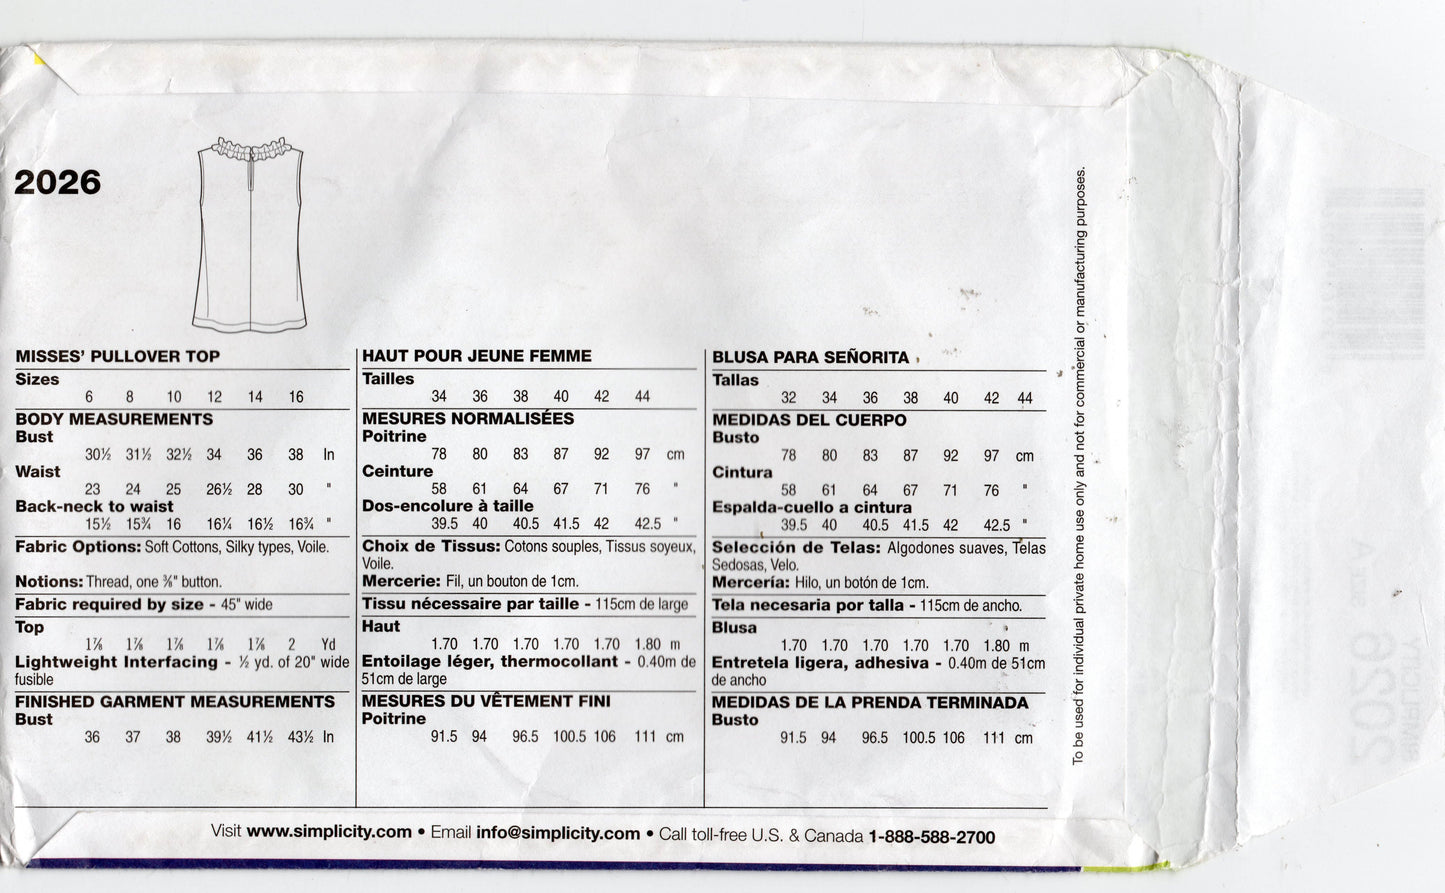 2026
MISSES' PULLOVER TOP
Sizes
6 8 10 12 14 16
BODY MEASUREMENTS
Bust
30½ 31½ 32½ 34 36 38 In
Waist
23 24 25 26½ 28 30 "
Back-neck to waist
15½ 15¾ 16 16¼ 16½ 16¾ "
Fabric Options: Soft Cottons, Silky types, Voile.
Notions: Thread, one ⅜" button.
Fabric required by size - 45" wide
Top
1⅞ 1⅞ 1⅞ 1⅞ 1⅞ 2 Yd
Lightweight Interfacing - ½ yd. of 20" wide
fusible
FINISHED GARMENT MEASUREMENTS
Bust
36 37 38 39½ 41½ 43½ In
HAUT POUR JEUNE FEMME
Tailles
34 36 38 40 42 44
MESURES NORMALISÉES
Poitrine
78 80 83 87 92 97 cm
Ceinture
58 61 64 67 71 76 "
Dos-encolure à taille
39.5 40 40.5 41.5 42 42.5 "
Choix de Tissus: Cotons souples, Tissus soyeux,
Voile.
Mercerie: Fil, un bouton de 1cm.
Tissu nécessaire par taille - 115cm de large
Haut
1.70 1.70 1.70 1.70 1.70 1.80 m
Entoilage léger, thermocollant - 0.40m de
51cm de large
MESURES DU VÊTEMENT FINI
Poitrine
91.5 94 96.5 100.5 106 111 cm
BLUSA PARA SEÑORITA
Tallas
32 34 36 38 40 42 44
MEDIDAS DEL CUERPO
Busto
78 80 83 87 92 97 cm
Cintura
58 61 64 67 71 76 "
Espalda-cuello a cintura
39.5 40 40.5 41.5 42 42.5 "
Selección de Telas: Algodones suaves, Telas
Sedosas, Velo.
Mercería: Hilo, un botón de 1cm.
Tela necesaria por talla - 115cm de ancho.
Blusa
1.70 1.70 1.70 1.70 1.70 1.80 m
Entretela ligera, adhesiva - 0.40m de 51cm
de ancho
MEDIDAS DE LA PRENDA TERMINADA
Busto
91.5 94 96.5 100.5 106 111 cm
To be used for individual private home use only and not for commercial or manufacturing purposes.
Visit www.simplicity.com • Email info@simplicity.com • Call toll-free U.S. & Canada 1-888-588-2700
2026
SIMPLICITY